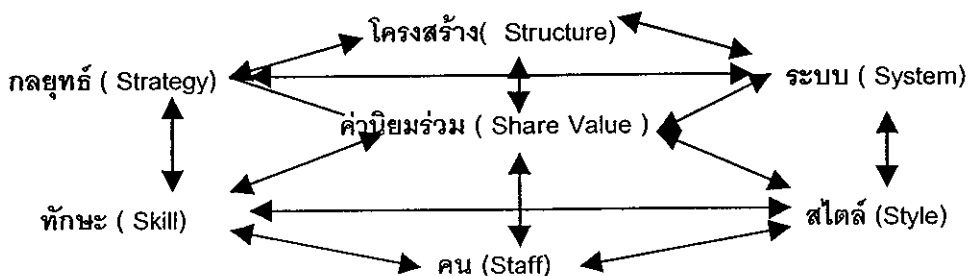 โครงสร้าง( Structure)
กลยุทธ์ ( Strategy)
ระบบ ( System)
ค่านิยมร่วม ( Share Value )
ทักษะ ( Skill)
สไตล์ (Style)
คน (Staff)